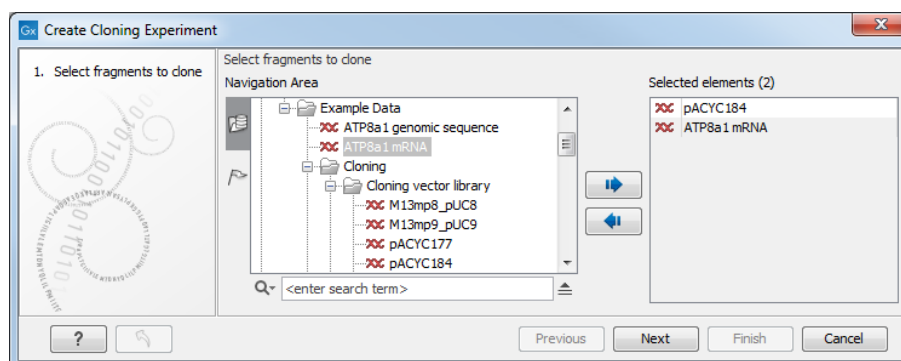 Gx Create Cloning Experiment
1. Select fragments to clone
Select fragments to clone
Navigation Area
Example Data
ATP8a1 genomic sequence
ATP8a1 mRNA
Cloning
Cloning vector library
M13mp8_pUC8
M13mp9_pUC9
pACYC177
pACYC184
<enter search term>
Selected elements (2)
pACYC184
ATP8a1 mRNA
?
Previous
Next
Finish
Cancel